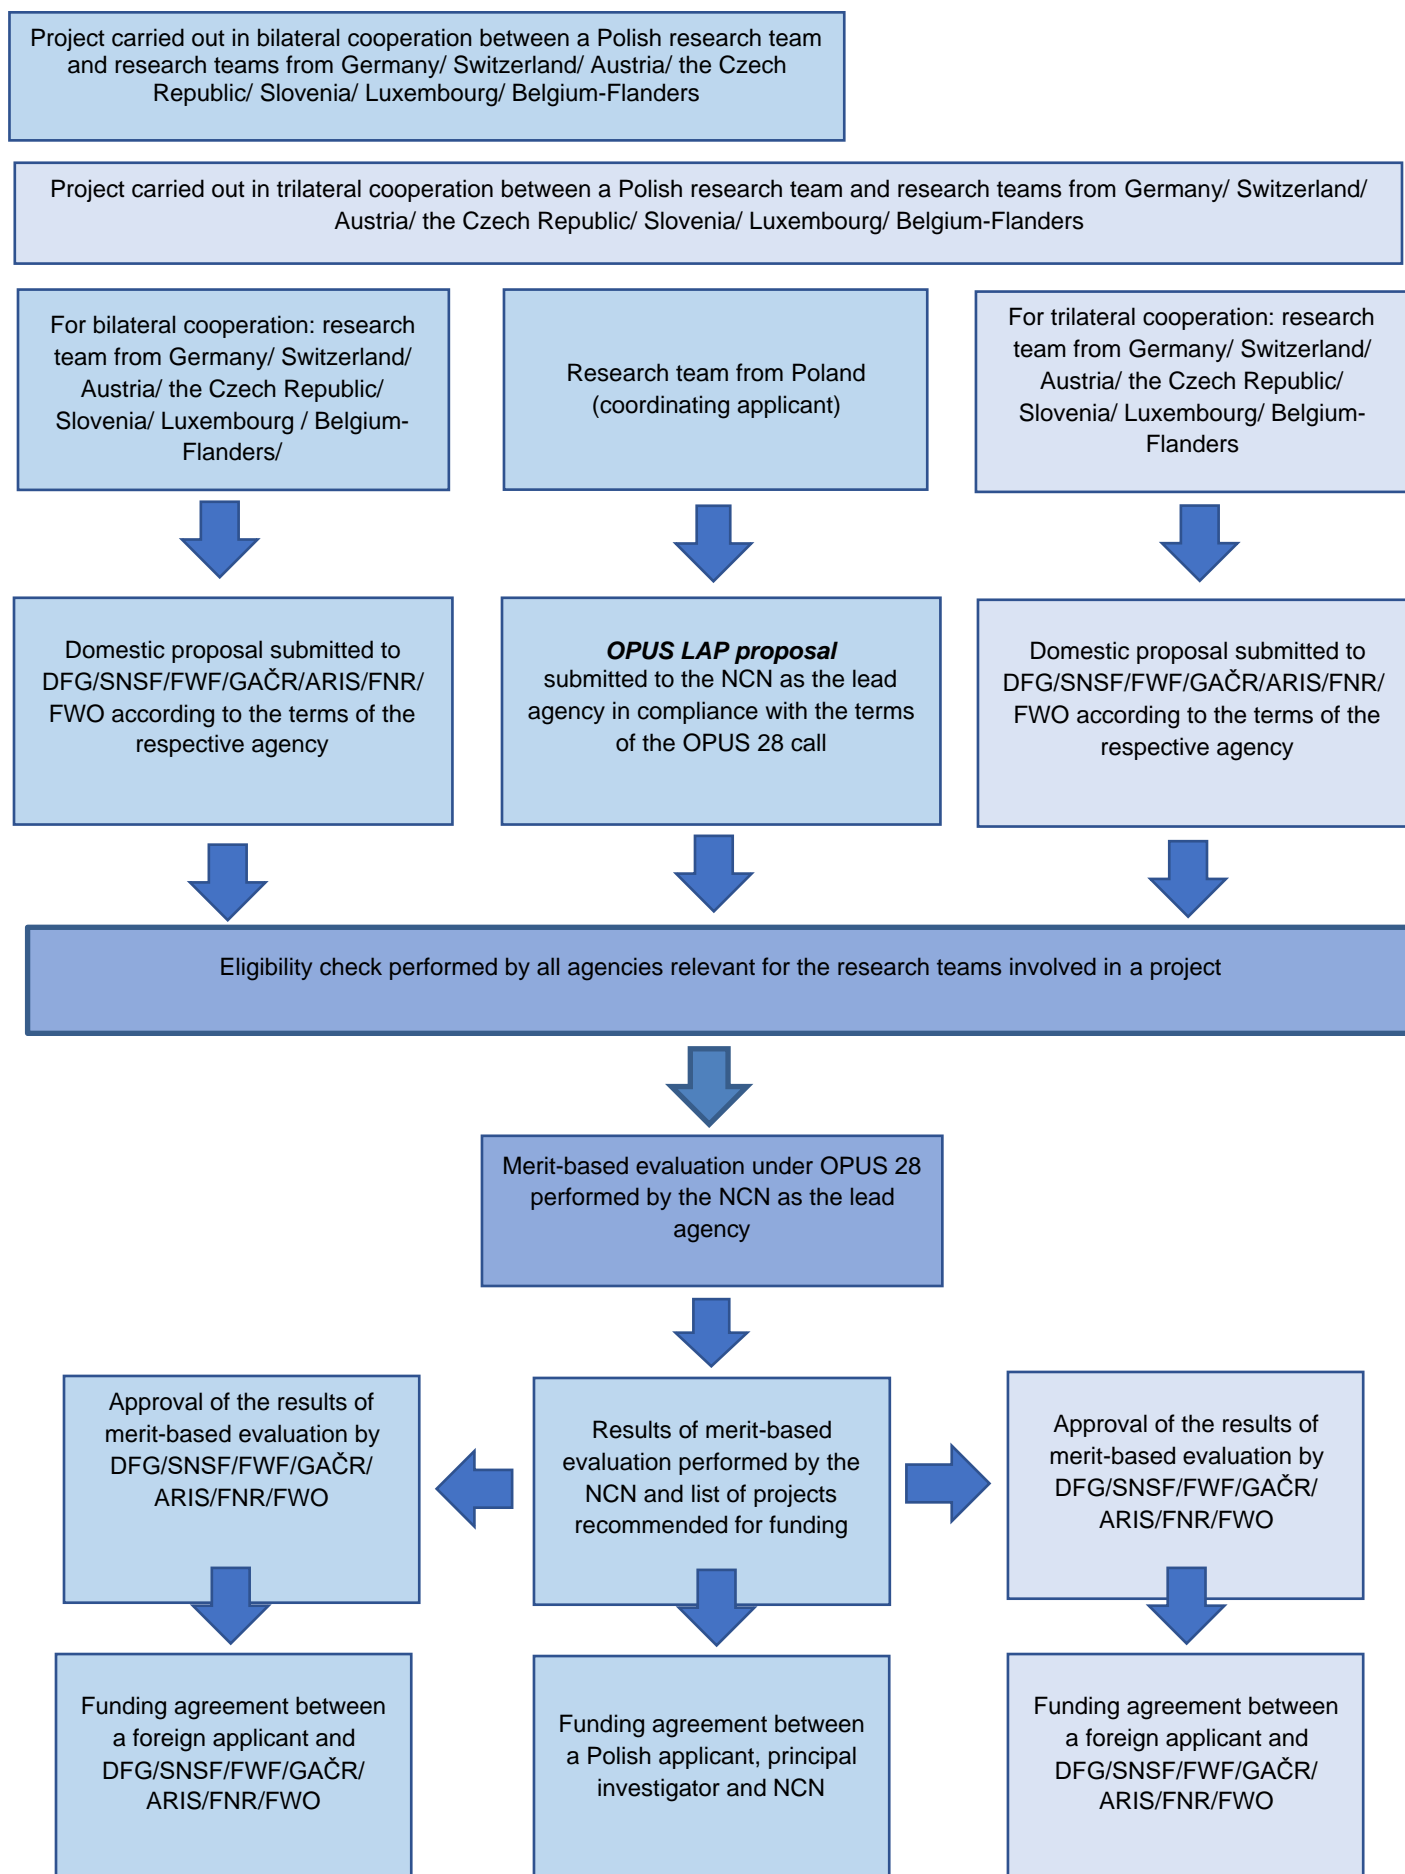 Project carried out in bilateral cooperation between a Polish research team
and research teams from Germany/ Switzerland/ Austria/ the Czech
Republic/ Slovenia/ Luxembourg/ Belgium-Flanders
Project carried out in trilateral cooperation between a Polish research team and research teams from Germany/ Switzerland/
Austria/ the Czech Republic/ Slovenia/ Luxembourg/ Belgium-Flanders
For bilateral cooperation: research
team from Germany/ Switzerland/
Austria/ the Czech Republic/
Slovenia/ Luxembourg / Belgium-
Flanders/
Research team from Poland
(coordinating applicant)
For trilateral cooperation: research
team from Germany/ Switzerland/
Austria/ the Czech Republic/
Slovenia/ Luxembourg/ Belgium-
Flanders
Domestic proposal submitted to
DFG/SNSF/FWF/GAČR/ARIS/FNR/
FWO according to the terms of the
respective agency
OPUS LAP proposal
submitted to the NCN as the lead
agency in compliance with the terms
of the OPUS 28 call
Domestic proposal submitted to
DFG/SNSF/FWF/GAČR/ARIS/FNR/
FWO according to the terms of the
respective agency
Eligibility check performed by all agencies relevant for the research teams involved in a project
Merit-based evaluation under OPUS 28
performed by the NCN as the lead
agency
Approval of the results of
merit-based evaluation by
DFG/SNSF/FWF/GAČR/
ARIS/FNR/FWO
Results of merit-based
evaluation performed by the
NCN and list of projects
recommended for funding
Approval of the results of
merit-based evaluation by
DFG/SNSF/FWF/GAČR/
ARIS/FNR/FWO
Funding agreement between
a foreign applicant and
DFG/SNSF/FWF/GAČR/
ARIS/FNR/FWO
Funding agreement between
a Polish applicant, principal
investigator and NCN
Funding agreement between
a foreign applicant and
DFG/SNSF/FWF/GAČR/
ARIS/FNR/FWO